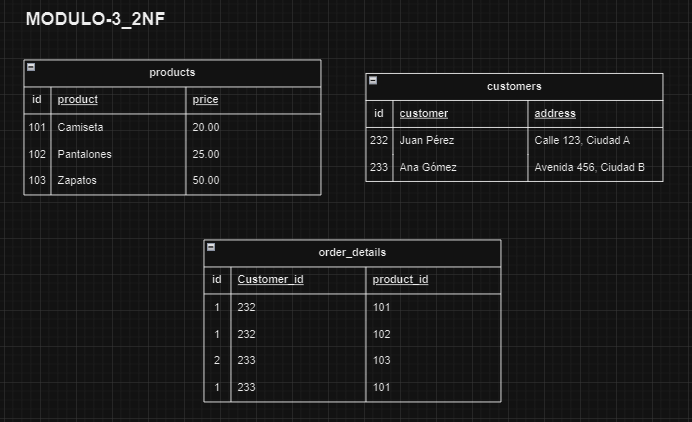 MODULO-3_2NF
products
id product price
101 Camiseta 20.00
102 Pantalones 25.00
103 Zapatos 50.00
customers
id customer address
232 Juan Pérez Calle 123, Ciudad A
233 Ana Gómez Avenida 456, Ciudad B
order_details
id Customer_id product_id
1 232 101
1 232 102
2 233 103
1 233 101